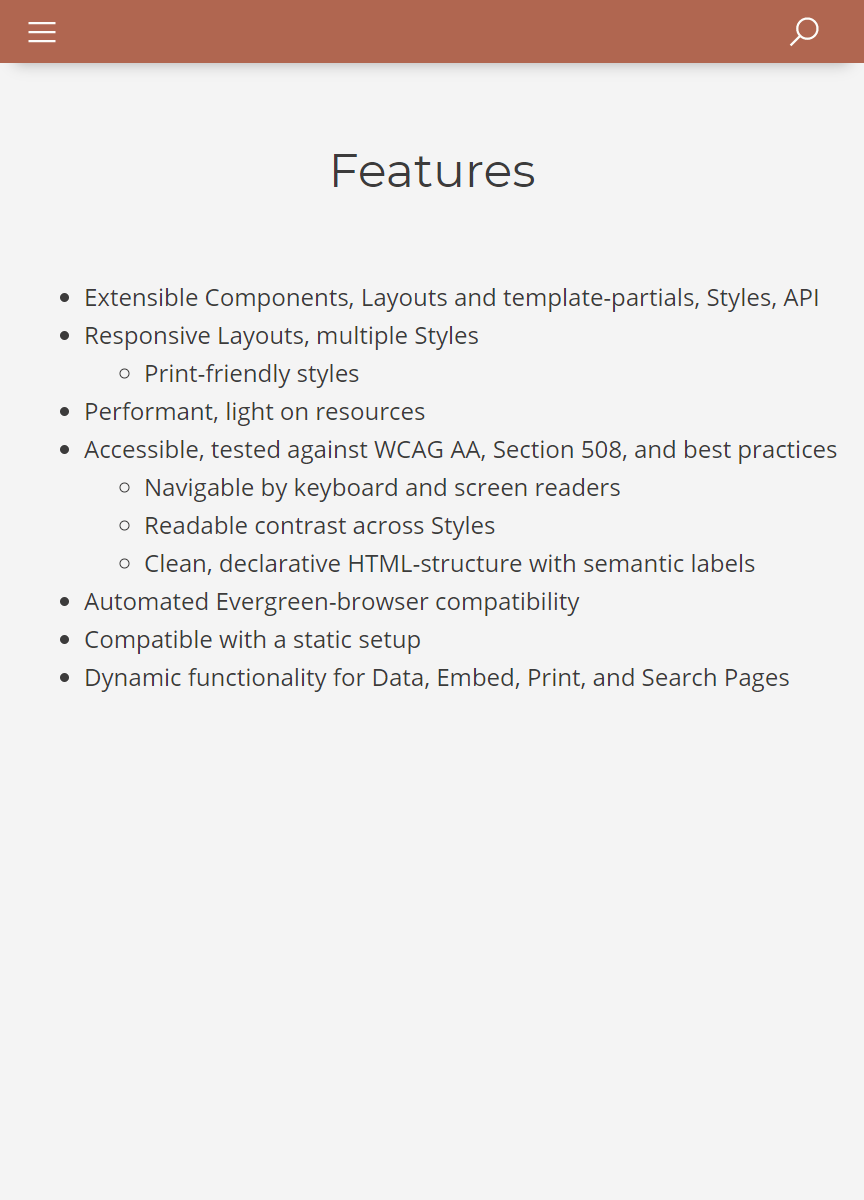 Features
Extensible Components, Layouts and template-partials, Styles, API
Responsive Layouts, multiple Styles
Print-friendly styles
Performant, light on resources
Accessible, tested against WCAG AA, Section 508, and best practices
Navigable by keyboard and screen readers
Readable contrast across Styles
Clean, declarative HTML-structure with semantic labels
Automated Evergreen-browser compatibility
Compatible with a static setup
Dynamic functionality for Data, Embed, Print, and Search Pages